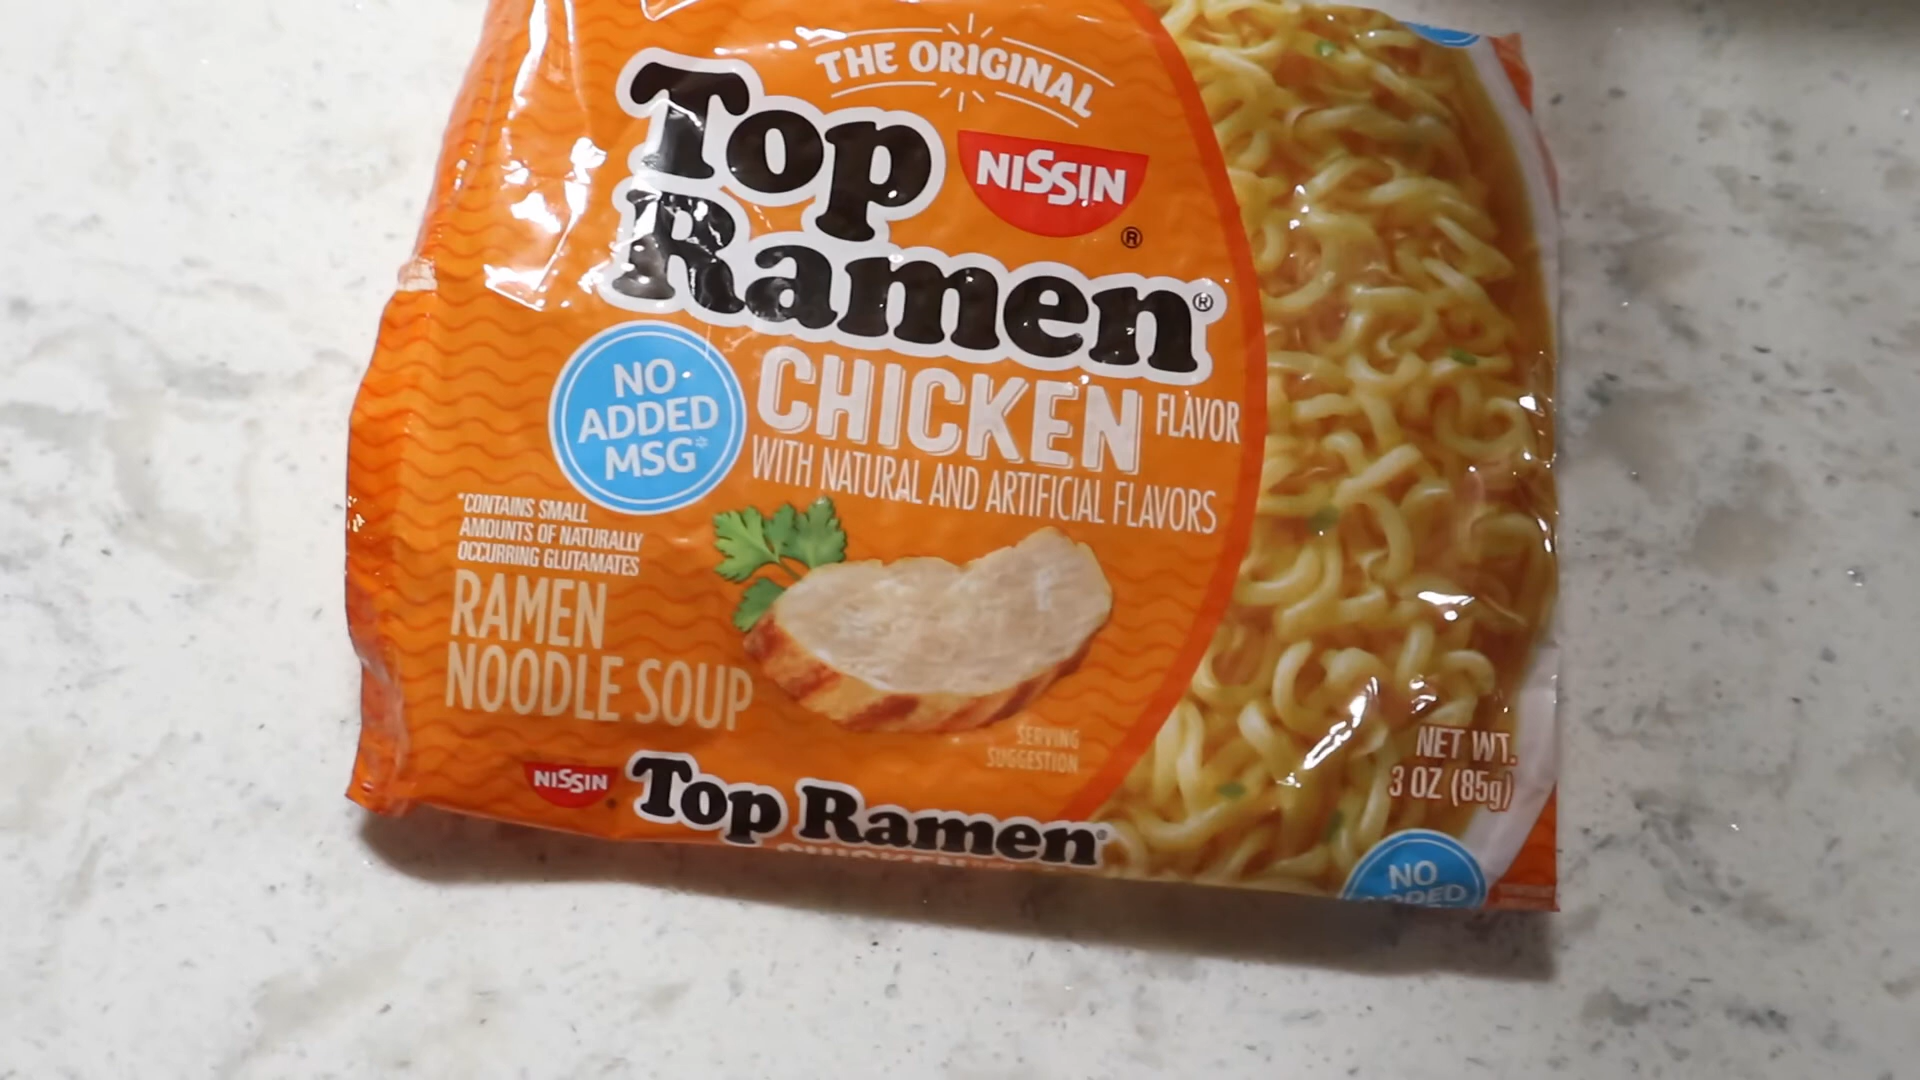 THE ORIGINAL
Top
Ramen®
NISSIN
®
NO
ADDED
MSG*
CHICKEN FLAVOR
WITH NATURAL AND ARTIFICIAL FLAVORS
*CONTAINS SMALL
AMOUNTS OF NATURALLY
OCCURRING GLUTAMATES
RAMEN
NOODLE SOUP
SERVING
SUGGESTION
NET WT.
3 OZ (85g)
NISSIN
Top Ramen®
NO
ADDED